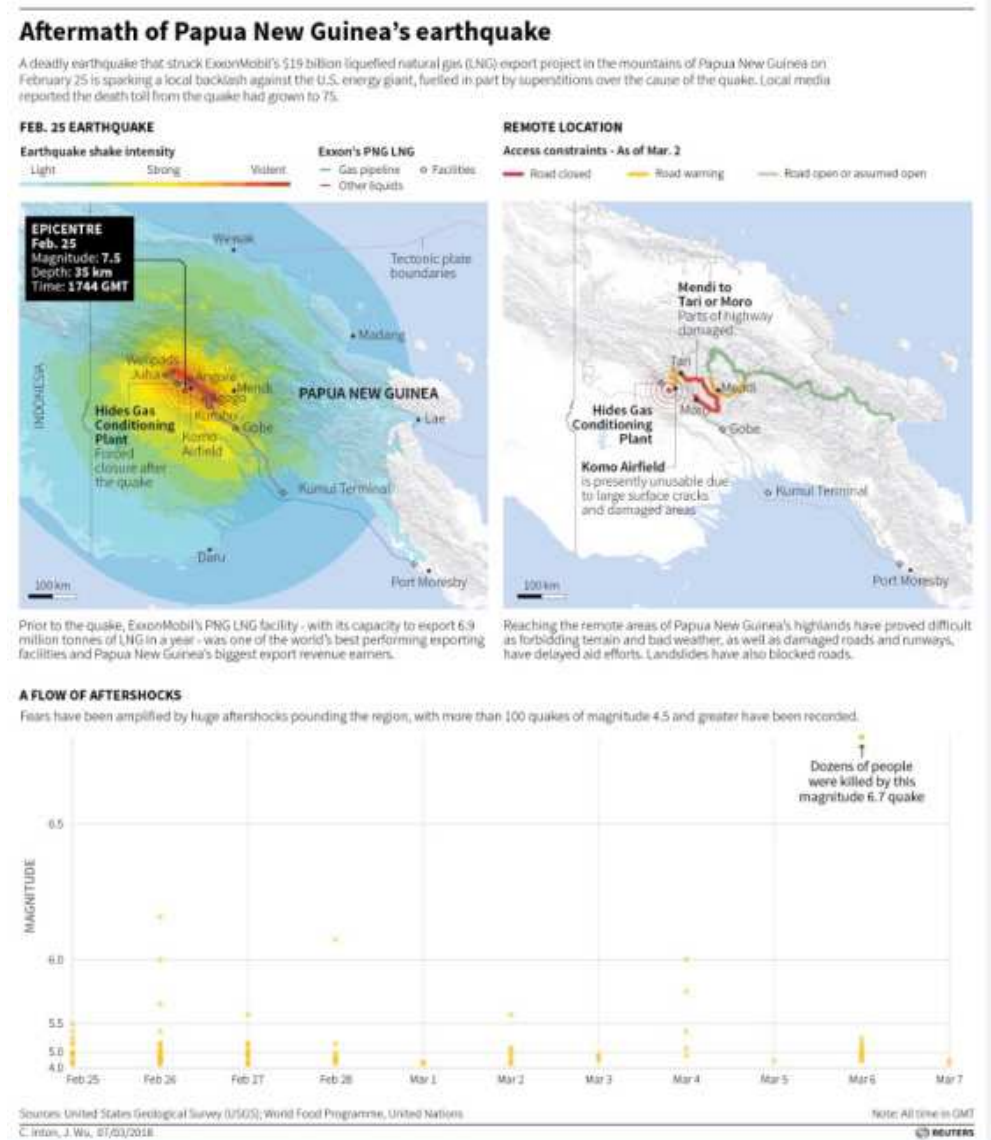 Aftermath of Papua New Guinea's earthquake
A deadly earthquake that struck ExxonMobil's $19 billion liquefied natural gas (LNG) export project in the mountains of Papua New Guinea on
February 25 is sparking a local backlash against the U.S. energy giant, fuelled in part by superstitions over the cause of the quake. Local media
reported the death toll from the quake had grown to 75.
FEB. 25 EARTHQUAKE
Earthquake shake intensity
Light Strong Violent
Exxon's PNG LNG
Gas pipeline Facilities
Other liquids
EPICENTRE
Feb. 25
Magnitude: 7.5
Depth: 35 km
Time: 1744 GMT
Wewak
Tectonic plate
boundaries
Madang
INDONESIA
Wellpads
Juha
Angore
Mendi
PAPUA NEW GUINEA
Kutubu
Lae
Hides Gas
Conditioning
Plant
Forced
closure after
the quake
Gobe
Komo
Airfield
Kumul Terminal
Daru
Port Moresby
100 km
Prior to the quake, ExxonMobil's PNG LNG facility - with its capacity to export 6.9
million tonnes of LNG in a year - was one of the world's best performing exporting
facilities and Papua New Guinea's biggest export revenue earners.
REMOTE LOCATION
Access constraints - As of Mar. 2
Road closed Road warning Road open or assumed open
Mendi to
Tari or Moro
Parts of highway
damaged
Tari
Mendi
Moro
Hides Gas
Conditioning
Plant
Gobe
Komo Airfield
is presently unusable due
to large surface cracks
and damaged areas
Kumul Terminal
Port Moresby
100 km
Reaching the remote areas of Papua New Guinea's highlands have proved difficult
as forbidding terrain and bad weather, as well as damaged roads and runways,
have delayed aid efforts. Landslides have also blocked roads.
A FLOW OF AFTERSHOCKS
Fears have been amplified by huge aftershocks pounding the region, with more than 100 quakes of magnitude 4.5 and greater have been recorded.
Dozens of people
were killed by this
magnitude 6.7 quake
MAGNITUDE
6.5
6.0
5.5
5.0
4.0
Feb 25 Feb 26 Feb 27 Feb 28 Mar 1 Mar 2 Mar 3 Mar 4 Mar 5 Mar 6 Mar 7
Sources: United States Geological Survey (USGS); World Food Programme, United Nations
Note: All time in GMT
C. Inton, J. Wu, 07/03/2018
REUTERS